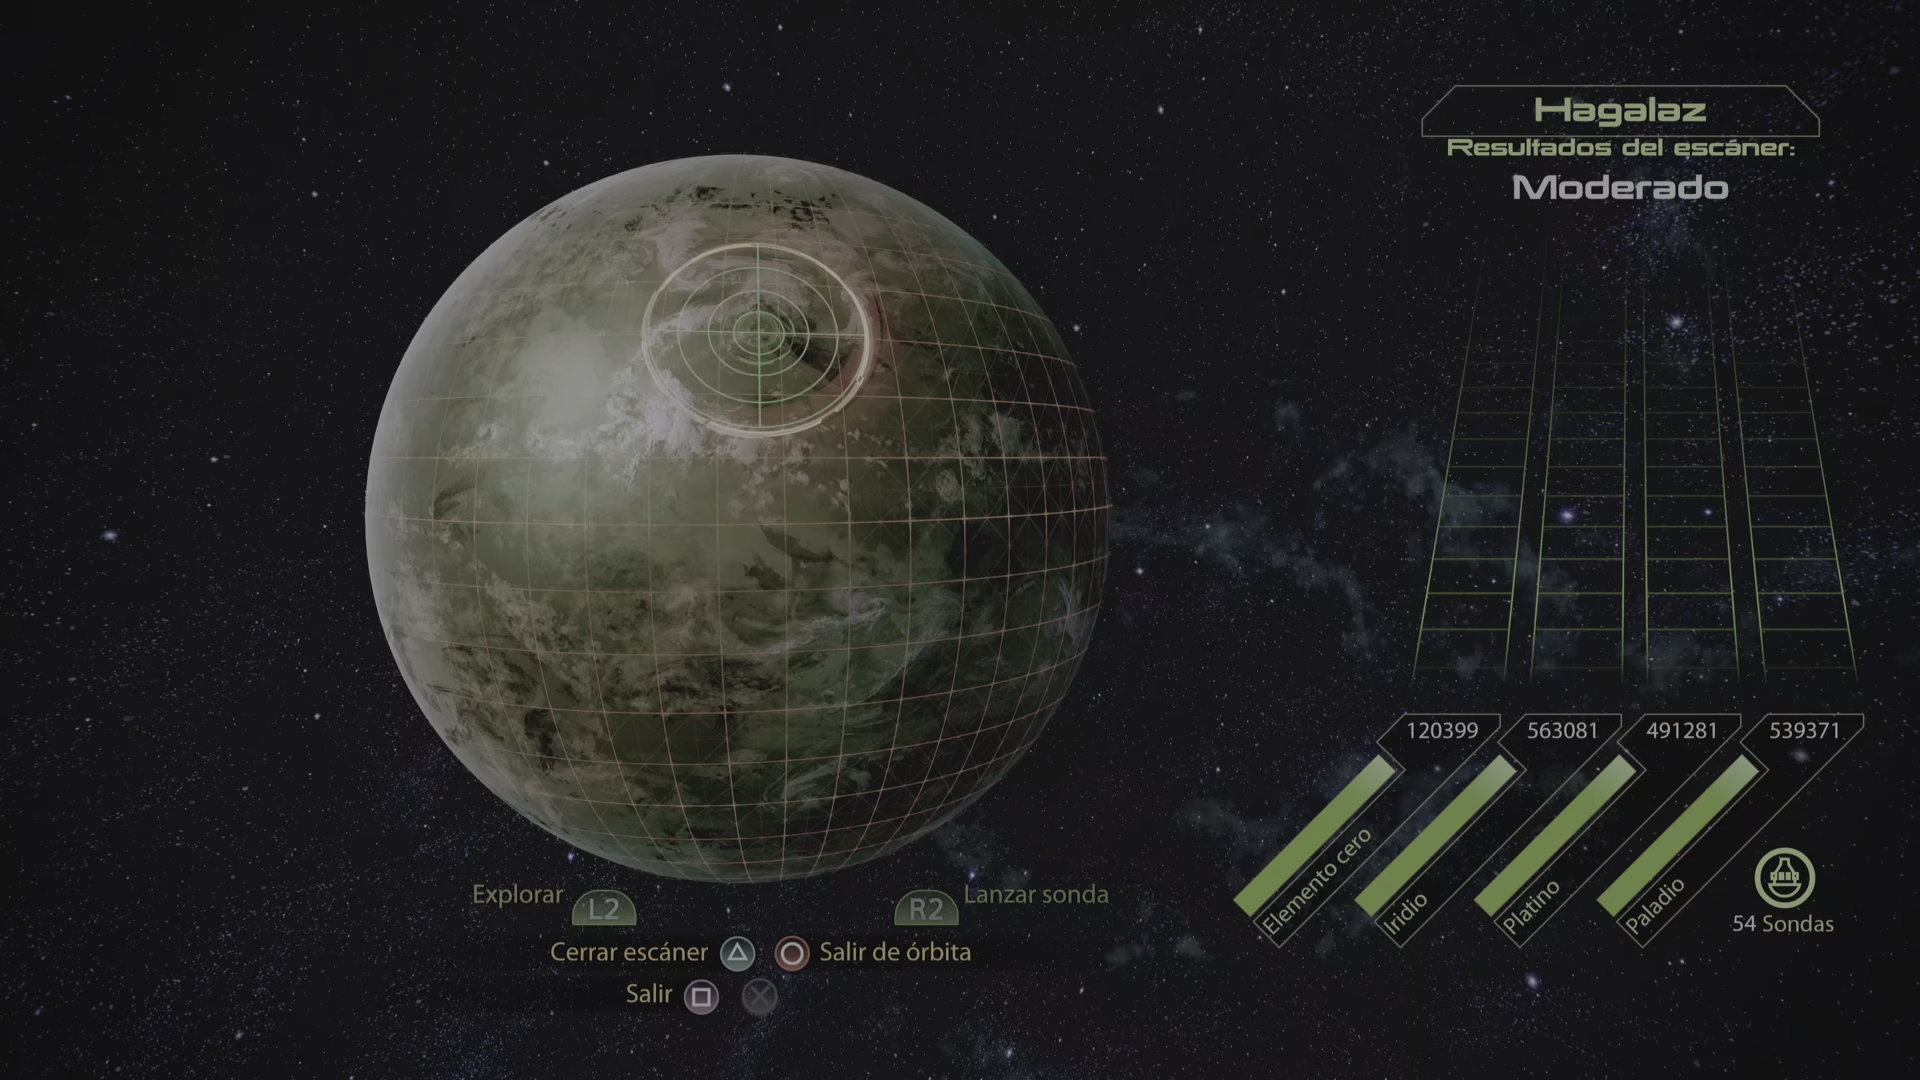 Hagalaz
Resultados del escáner:
Moderado
120399 563081 491281 539371
Elemento cero
Iridio
Platino
Paladio
54 Sondas
Explorar L2 R2 Lanzar sonda
Cerrar escáner Salir de órbita
Salir